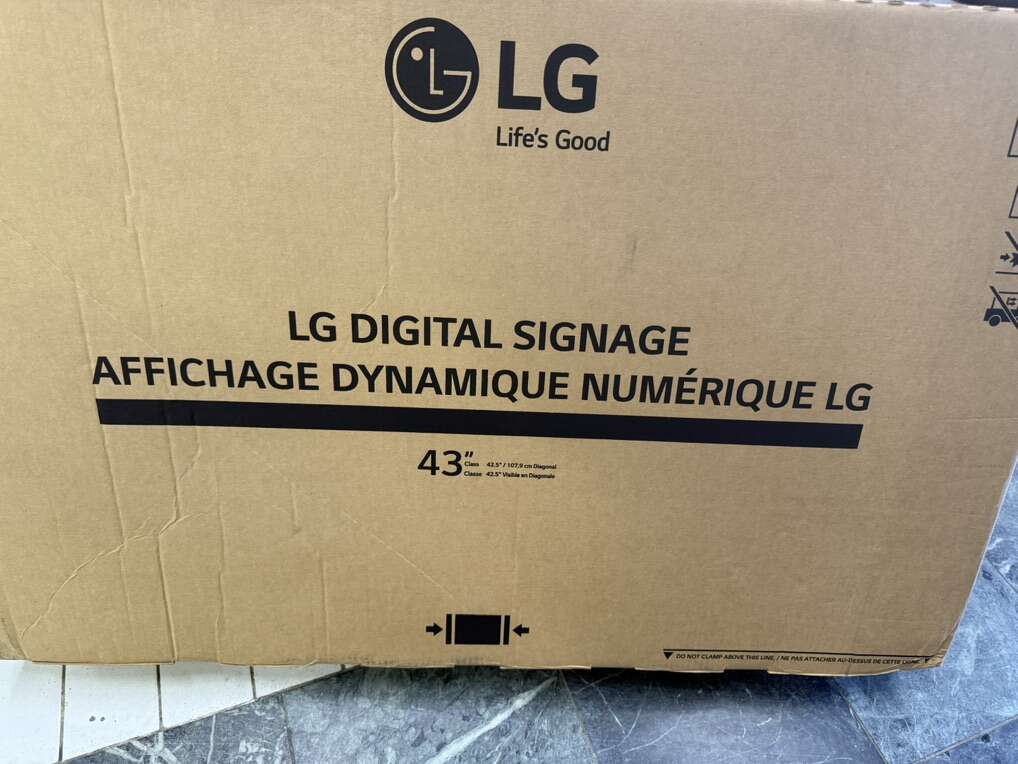 LG
Life's Good
LG DIGITAL SIGNAGE
AFFICHAGE DYNAMIQUE NUMÉRIQUE LG
43" Class 42.5" / 107,9 cm Diagonal
Classe 42.5" Visible en Diagonale
DO NOT CLAMP ABOVE THIS LINE. / NE PAS ATTACHER AU-DESSUS DE CETTE LIGNE.